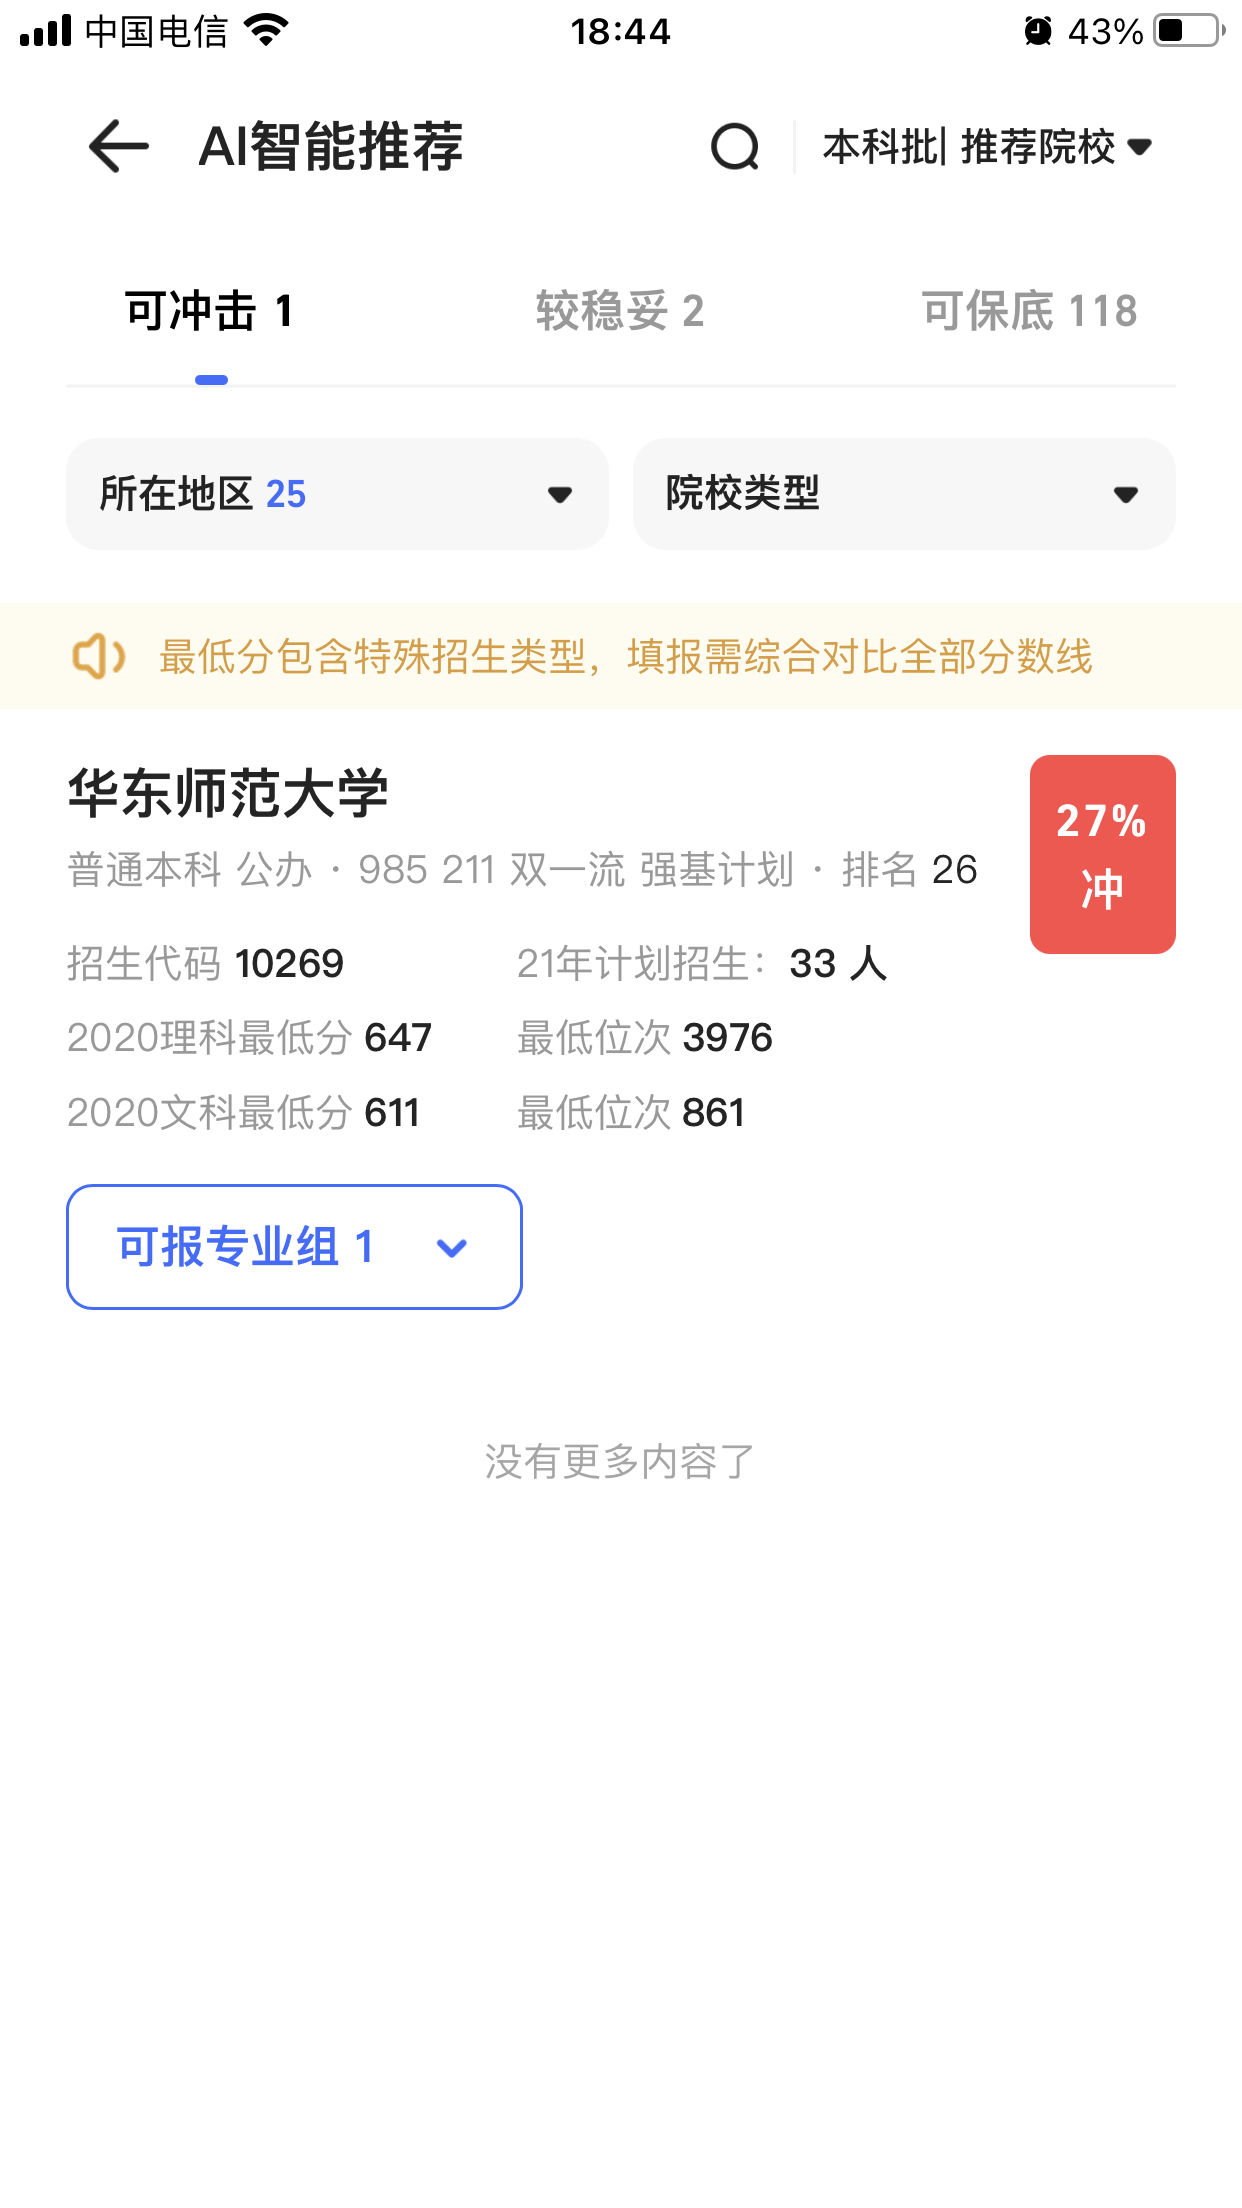 中国电信 18:44 43%
AI智能推荐 本科批| 推荐院校
可冲击 1 较稳妥 2 可保底 118
所在地区 25 院校类型
最低分包含特殊招生类型，填报需综合对比全部分数线
华东师范大学
27%
冲
普通本科 公办 · 985 211 双一流 强基计划 · 排名 26
招生代码 10269 21年计划招生： 33 人
2020理科最低分 647 最低位次 3976
2020文科最低分 611 最低位次 861
可报专业组 1
没有更多内容了